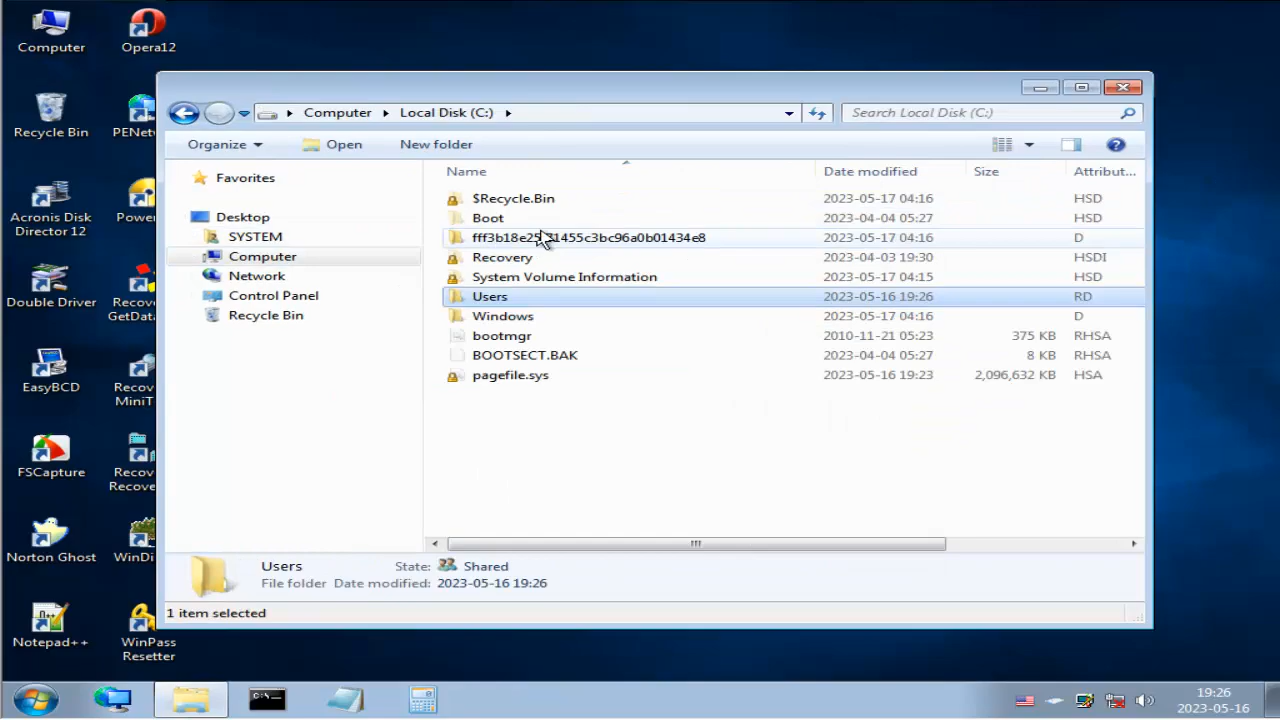 Computer
Opera12
Recycle Bin
PENet
Acronis Disk
Director 12
Power
Double Driver
Recov
GetData
EasyBCD
Recov
MiniT
FSCapture
Recov
Recove
Norton Ghost
WinDi
Notepad++
WinPass
Resetter
Computer
Local Disk (C:)
Search Local Disk (C:)
Organize
Open
New folder
Favorites
Desktop
SYSTEM
Computer
Network
Control Panel
Recycle Bin
Name Date modified Size Attribut...
$Recycle.Bin 2023-05-17 04:16 HSD
Boot 2023-04-04 05:27 HSD
2023-05-17 04:16 D
Recovery 2023-04-03 19:30 HSDI
System Volume Information 2023-05-17 04:15 HSD
Users 2023-05-16 19:26 RD
Windows 2023-05-17 04:16 D
bootmgr 2010-11-21 05:23 375 KB RHSA
BOOTSECT.BAK 2023-04-04 05:27 8 KB RHSA
pagefile.sys 2023-05-16 19:23 2,096,632 KB HSA
Users State: Shared
File folder Date modified: 2023-05-16 19:26
1 item selected
19:26
2023-05-16